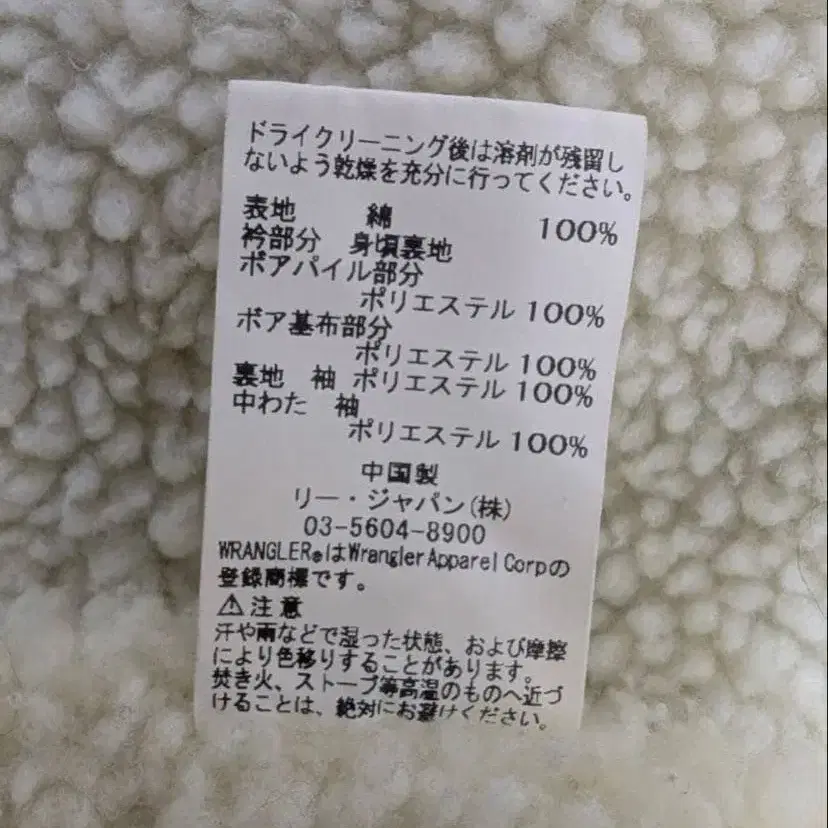 ドライクリーニング後は溶剤が残留し
ないよう乾燥を充分に行ってください。
表地 綿 100%
衿部分 身頃裏地
ボアパイル部分
ポリエステル 100%
ボア基布部分
ポリエステル 100%
裏地 袖 ポリエステル 100%
中わた 袖
ポリエステル 100%
中国製
リー・ジャパン(株)
03-5604-8900
WRANGLER®はWrangler Apparel Corpの
登録商標です。
⚠注意
汗や雨などで湿った状態、および摩擦
により色移りすることがあります。
焚き火、ストーブ等高温のものへ近づ
けることは、絶対にお避けください。